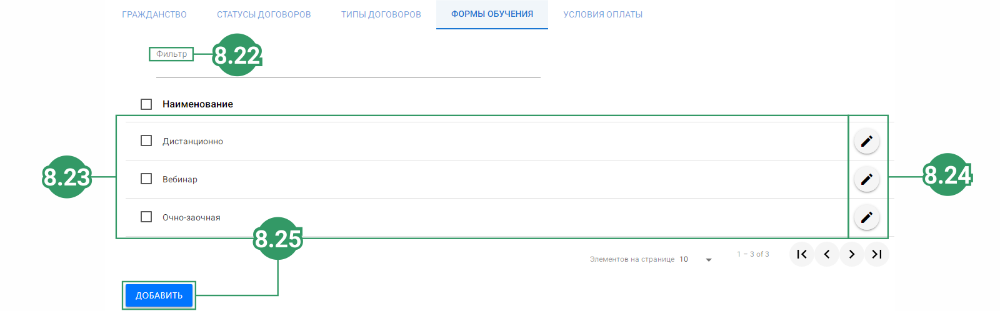 ГРАЖДАНСТВО СТАТУСЫ ДОГОВОРОВ ТИПЫ ДОГОВОРОВ ФОРМЫ ОБУЧЕНИЯ УСЛОВИЯ ОПЛАТЫ
Фильтр 8.22
Наименование
Дистанционно
8.23 Вебинар 8.24
Очно-заочная
8.25
Элементов на странице 10 1 – 3 of 3
ДОБАВИТЬ